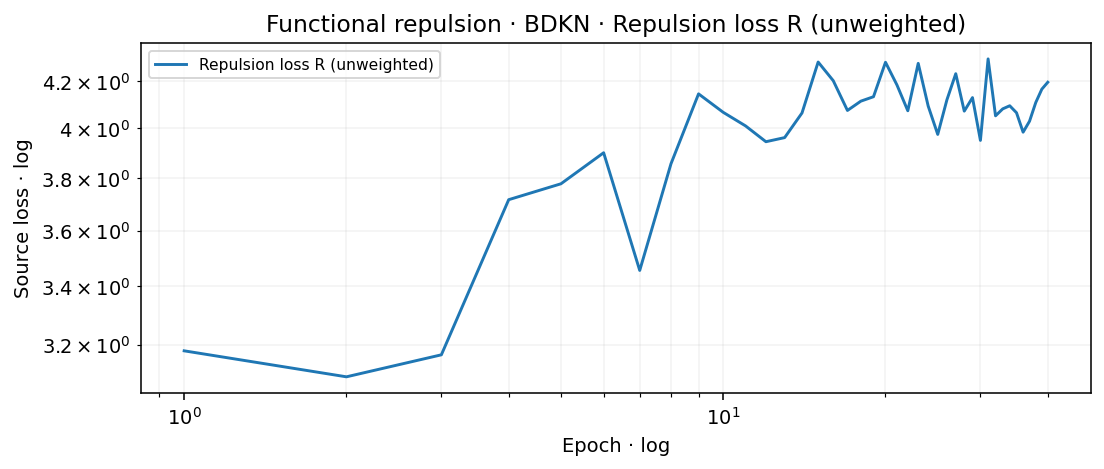 Functional repulsion · BDKN · Repulsion loss R (unweighted)
Repulsion loss R (unweighted)
Source loss · log
4.2 × 10⁰
4 × 10⁰
3.8 × 10⁰
3.6 × 10⁰
3.4 × 10⁰
3.2 × 10⁰
10⁰ 10¹
Epoch · log